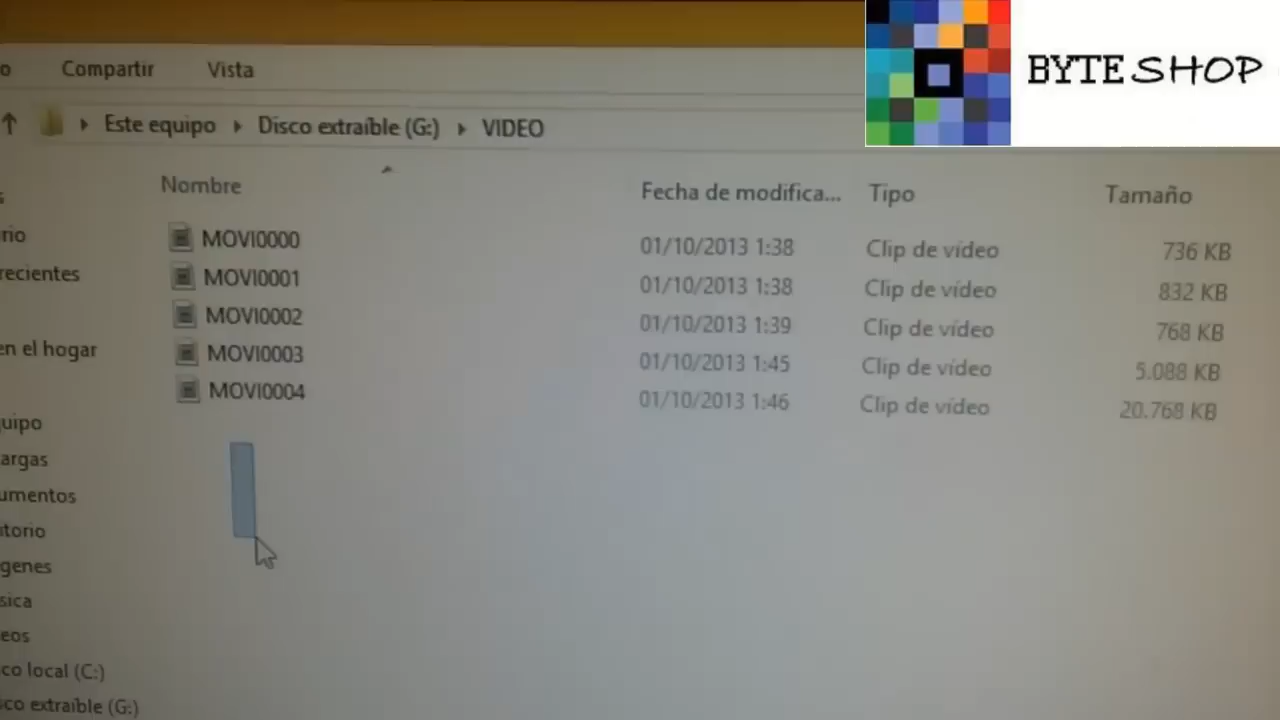 BYTE SHOP
Compartir Vista
Este equipo Disco extraíble (G:) VIDEO
Nombre Fecha de modifica... Tipo Tamaño
MOVI0000 01/10/2013 1:38 Clip de vídeo 736 KB
MOVI0001 01/10/2013 1:38 Clip de vídeo 832 KB
MOVI0002 01/10/2013 1:39 Clip de vídeo 768 KB
MOVI0003 01/10/2013 1:45 Clip de vídeo 5.088 KB
MOVI0004 01/10/2013 1:46 Clip de vídeo 20.768 KB
rio
recientes
en el hogar
uipo
argas
umentos
itorio
genes
sica
eos
co local (C:)
sco extraíble (G:)